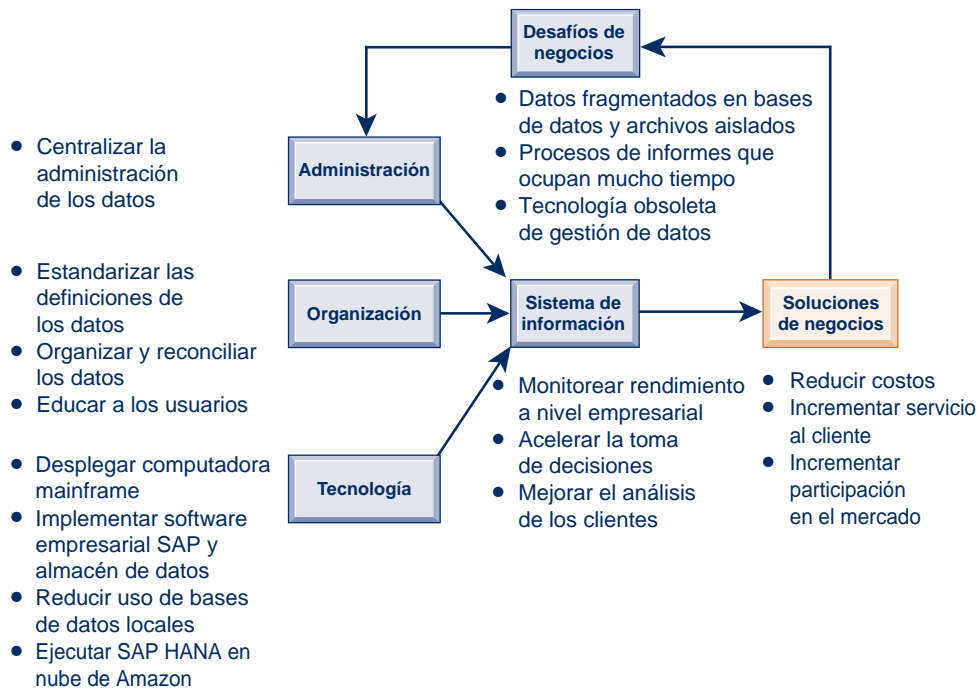 Desafíos de
negocios
• Datos fragmentados en bases
de datos y archivos aislados
• Procesos de informes que
ocupan mucho tiempo
• Tecnología obsoleta
de gestión de datos
• Centralizar la
administración
de los datos
Administración
• Estandarizar las
definiciones de
los datos
• Organizar y reconciliar
los datos
• Educar a los usuarios
Organización
Sistema de
información
• Monitorear rendimiento
a nivel empresarial
• Acelerar la toma
de decisiones
• Mejorar el análisis
de los clientes
Soluciones
de negocios
• Reducir costos
• Incrementar servicio
al cliente
• Incrementar
participación
en el mercado
• Desplegar computadora
mainframe
• Implementar software
empresarial SAP y
almacén de datos
• Reducir uso de bases
de datos locales
• Ejecutar SAP HANA en
nube de Amazon
Tecnología